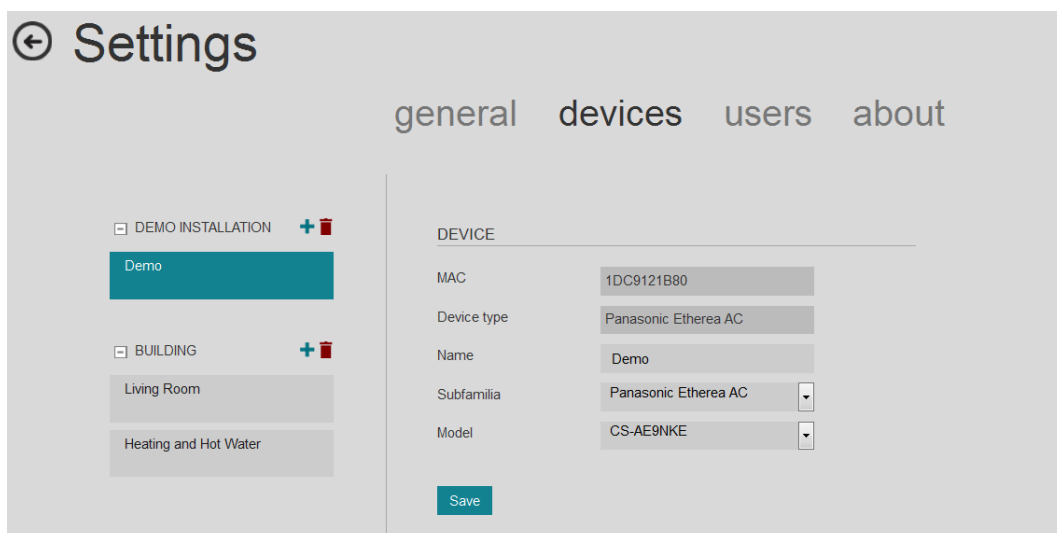 Settings
general devices users about
DEMO INSTALLATION
Demo
BUILDING
Living Room
Heating and Hot Water
DEVICE
MAC 1DC9121B80
Device type Panasonic Etherea AC
Name Demo
Subfamilia Panasonic Etherea AC
Model CS-AE9NKE
Save